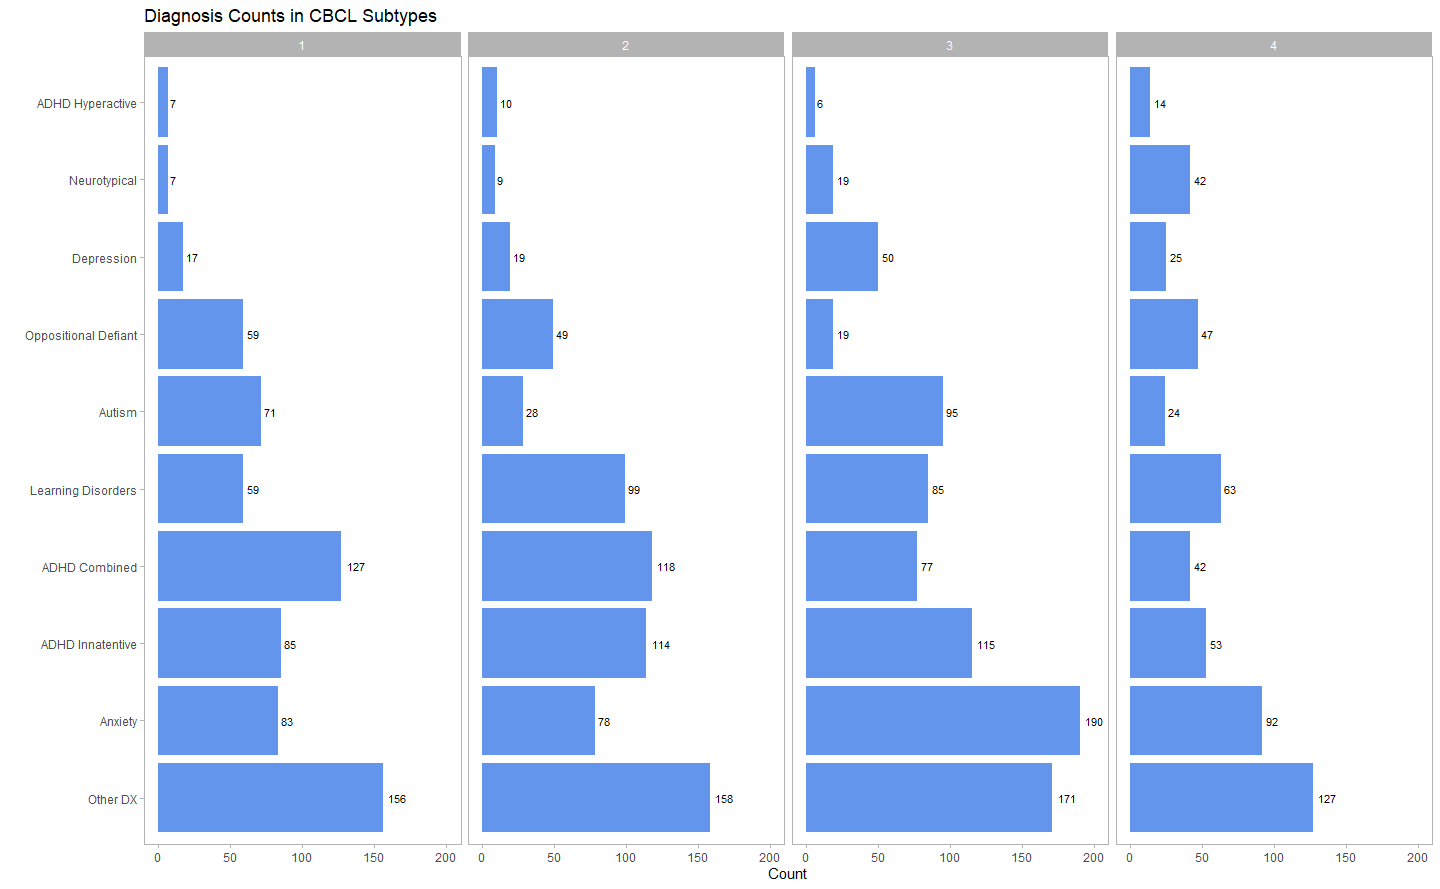 Diagnosis Counts in CBCL Subtypes
1 2 3 4
ADHD Hyperactive 7 10 6 14
Neurotypical 7 9 19 42
Depression 17 19 50 25
Oppositional Defiant 59 49 19 47
Autism 71 28 95 24
Learning Disorders 59 99 85 63
ADHD Combined 127 118 77 42
ADHD Innatentive 85 114 115 53
Anxiety 83 78 190 92
Other DX 156 158 171 127
0 50 100 150 200 0 50 100 150 200 0 50 100 150 200 0 50 100 150 200
Count